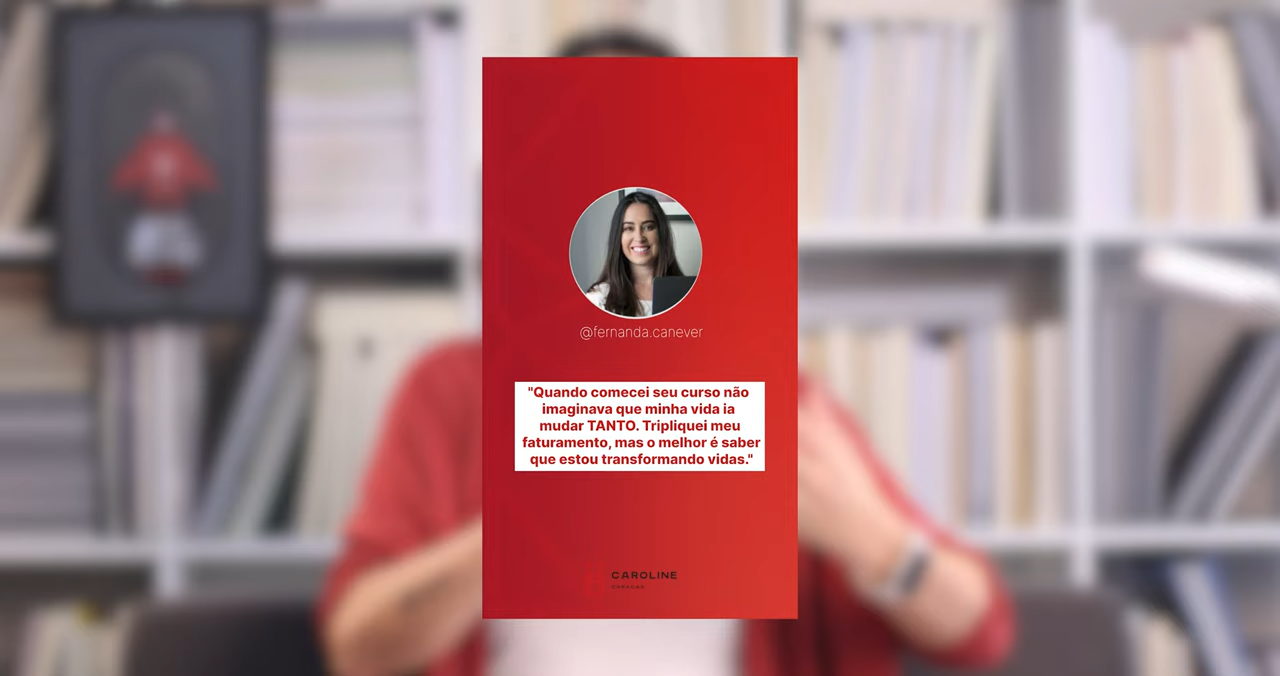 @fernanda.canever
"Quando comecei seu curso não
imaginava que minha vida ia
mudar TANTO. Tripliquei meu
faturamento, mas o melhor é saber
que estou transformando vidas."
CAROLINE